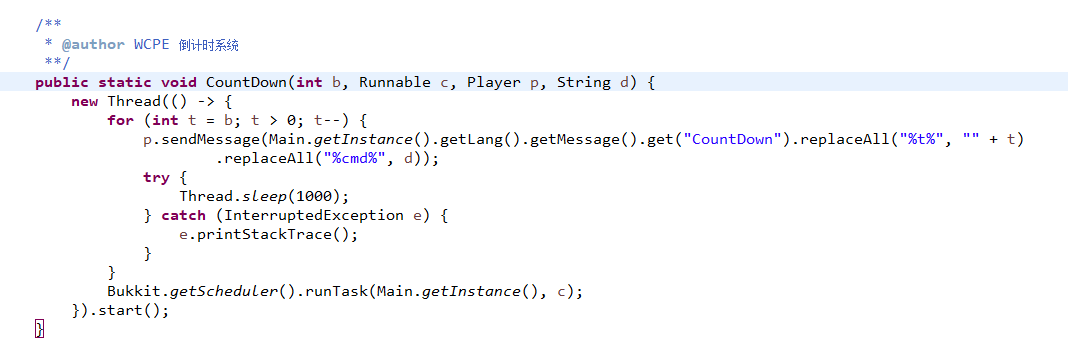 /**
 * @author WCPE 倒计时系统
 **/
public static void CountDown(int b, Runnable c, Player p, String d) {
    new Thread(() -> {
        for (int t = b; t > 0; t--) {
            p.sendMessage(Main.getInstance().getLang().getMessage().get("CountDown").replaceAll("%t%", "" + t)
                    .replaceAll("%cmd%", d));
            try {
                Thread.sleep(1000);
            } catch (InterruptedException e) {
                e.printStackTrace();
            }
        }
        Bukkit.getScheduler().runTask(Main.getInstance(), c);
    }).start();
}